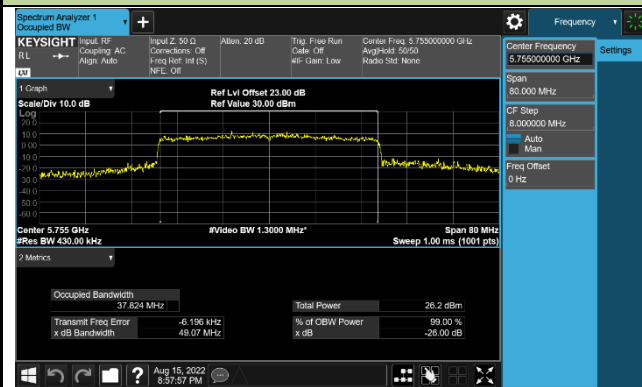 Spectrum Analyzer 1
Occupied BW
+
Frequency
KEYSIGHT
RL
LXI
Input: RF
Coupling: AC
Align: Auto
Input Z: 50 Ω
Corrections: Off
Freq Ref: Int (S)
NFE: Off
Atten: 20 dB
Trig: Free Run
Gate: Off
#IF Gain: Low
Center Freq: 5.755000000 GHz
Avg|Hold: 50/50
Radio Std: None
Center Frequency
5.755000000 GHz
Settings
Span
80.000 MHz
CF Step
8.000000 MHz
Auto
Man
Freq Offset
0 Hz
1 Graph
Scale/Div 10.0 dB
Ref Lvl Offset 23.00 dB
Ref Value 30.00 dBm
Log
20.0
10.0
0.00
-10.0
-20.0
-30.0
-40.0
-50.0
-60.0
Center 5.755 GHz
#Video BW 1.3000 MHz*
Span 80 MHz
#Res BW 430.00 kHz
Sweep 1.00 ms (1001 pts)
2 Metrics
Occupied Bandwidth
37.824 MHz
Total Power
26.2 dBm
Transmit Freq Error
-6.196 kHz
% of OBW Power
99.00 %
x dB Bandwidth
49.07 MHz
x dB
-26.00 dB
?
Aug 15, 2022
8:57:57 PM